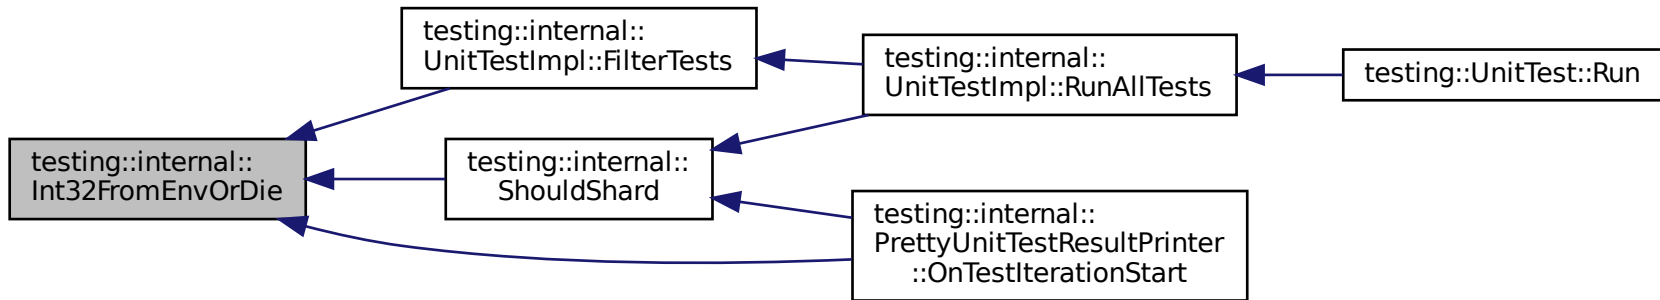 testing::internal::
UnitTestImpl::FilterTests
testing::internal::
UnitTestImpl::RunAllTests
testing::UnitTest::Run
testing::internal::
Int32FromEnvOrDie
testing::internal::
ShouldShard
testing::internal::
PrettyUnitTestResultPrinter
::OnTestIterationStart